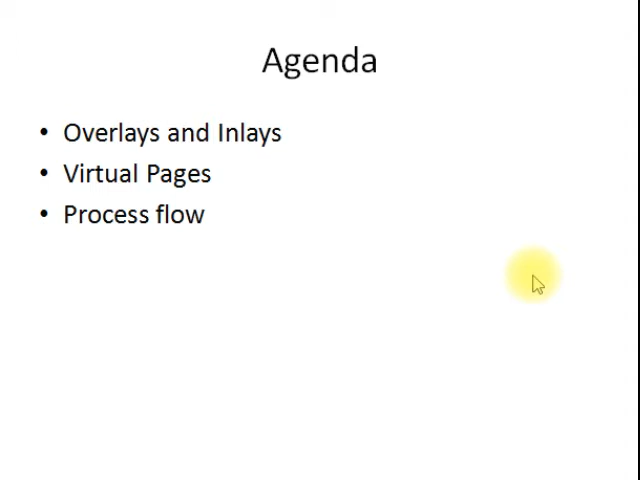 Agenda
• Overlays and Inlays
• Virtual Pages
• Process flow